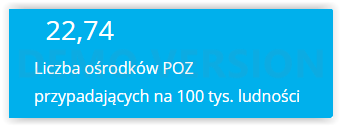 22,74
Liczba ośrodków POZ
przypadających na 100 tys. ludności